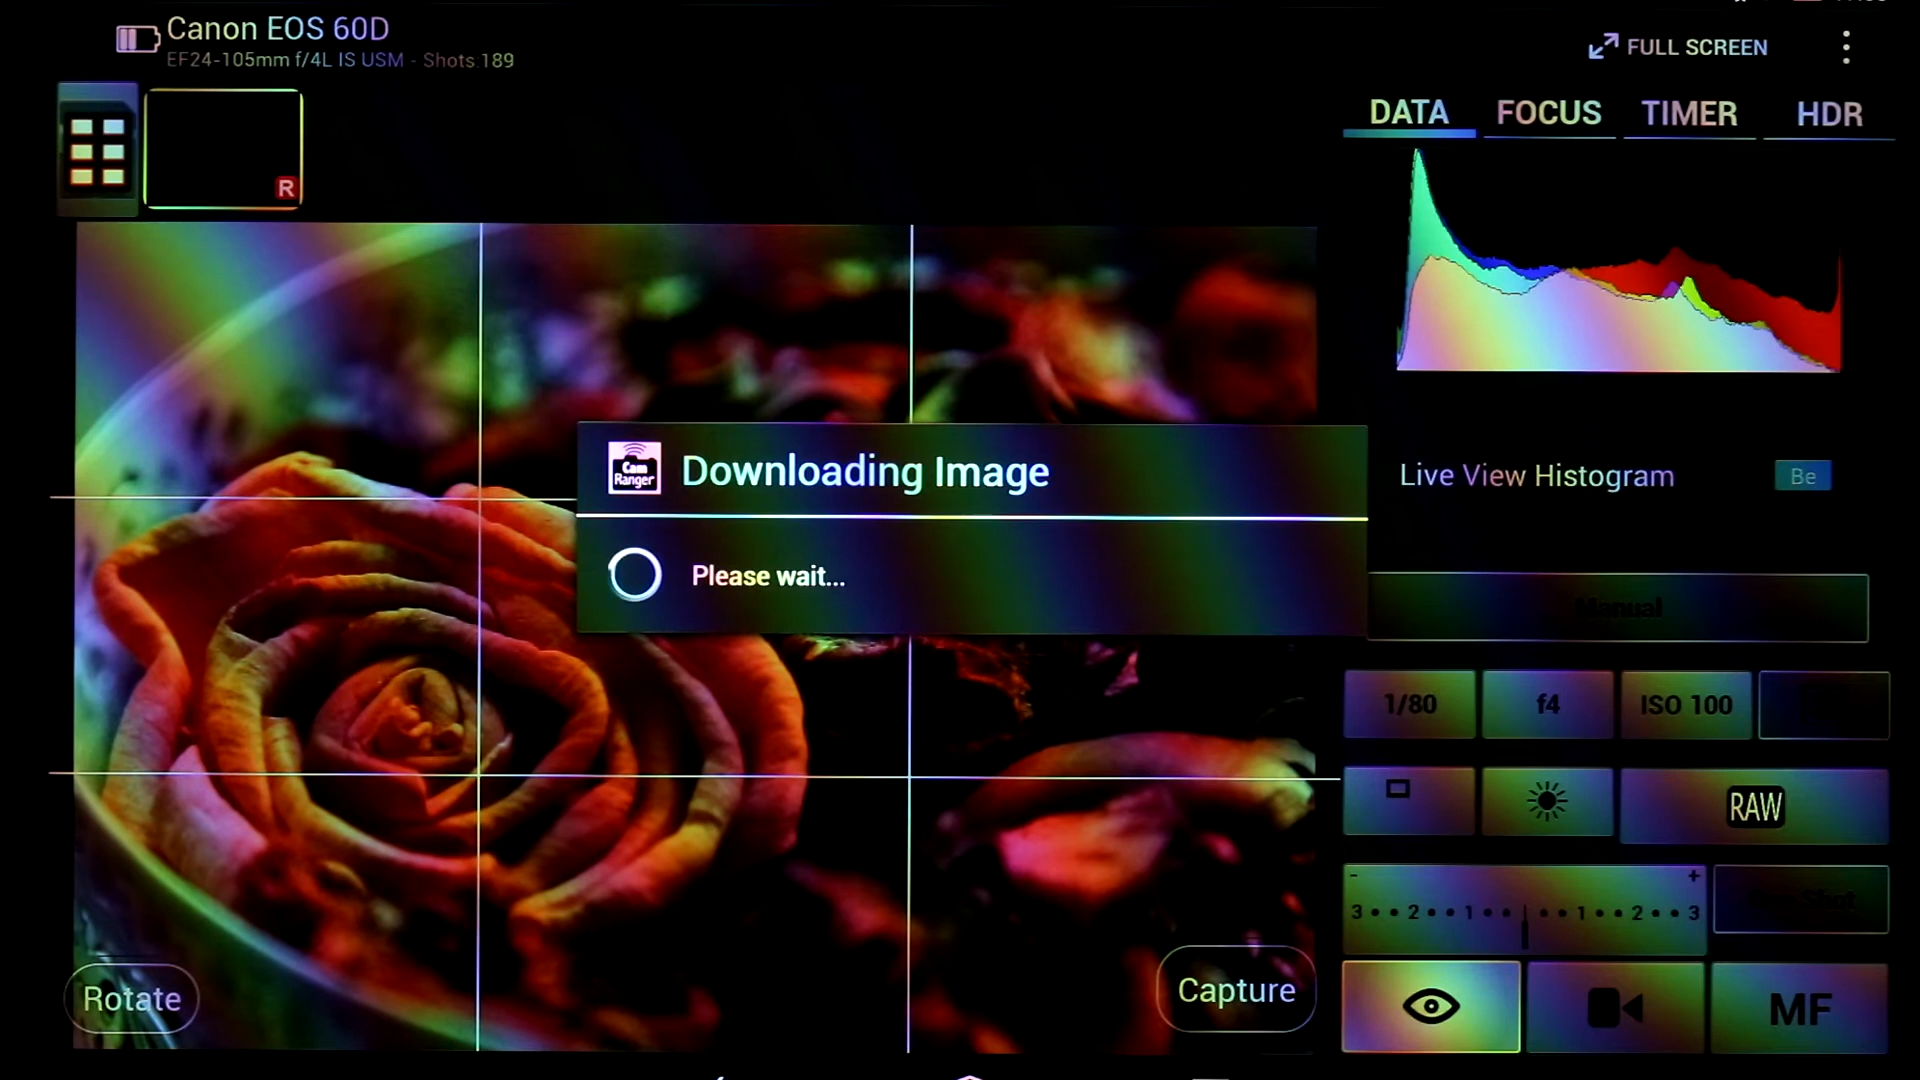 Canon EOS 60D
EF24-105mm f/4L IS USM - Shots:189
FULL SCREEN
DATA FOCUS TIMER HDR
R
Cam
Ranger
Downloading Image
Please wait...
Live View Histogram
Be
Manual
1/80 f4 ISO 100
RAW
- +
3 • • 2 • • 1 • • • • 1 • • 2 • • 3
Rotate
Capture
MF